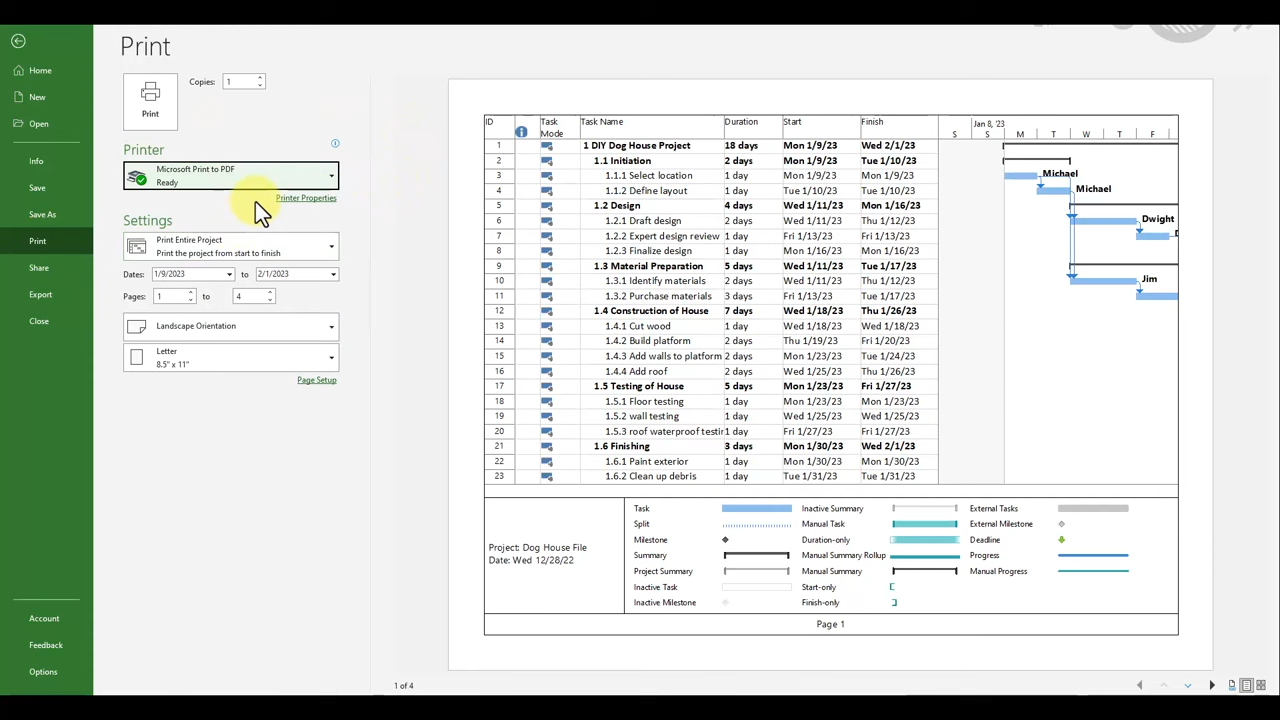 Print
Home
New
Open
Info
Save
Save As
Print
Share
Export
Close
Account
Feedback
Options
Print
Copies: 1
Printer
Microsoft Print to PDF
Ready
Printer Properties
Settings
Print Entire Project
Print the project from start to finish
Dates: 1/9/2023 to 2/1/2023
Pages: 1 to 4
Landscape Orientation
Letter
8.5" x 11"
Page Setup
ID Task Mode Task Name Duration Start Finish Jan 8, '23
S S M T W T F
1 1 DIY Dog House Project 18 days Mon 1/9/23 Wed 2/1/23
2 1.1 Initiation 2 days Mon 1/9/23 Tue 1/10/23
3 1.1.1 Select location 1 day Mon 1/9/23 Mon 1/9/23 Michael
4 1.1.2 Define layout 1 day Tue 1/10/23 Tue 1/10/23 Michael
5 1.2 Design 4 days Wed 1/11/23 Mon 1/16/23
6 1.2.1 Draft design 2 days Wed 1/11/23 Thu 1/12/23 Dwight
7 1.2.2 Expert design review 1 day Fri 1/13/23 Fri 1/13/23
8 1.2.3 Finalize design 1 day Mon 1/16/23 Mon 1/16/23
9 1.3 Material Preparation 5 days Wed 1/11/23 Tue 1/17/23
10 1.3.1 Identify materials 2 days Wed 1/11/23 Thu 1/12/23 Jim
11 1.3.2 Purchase materials 3 days Fri 1/13/23 Tue 1/17/23
12 1.4 Construction of House 7 days Wed 1/18/23 Thu 1/26/23
13 1.4.1 Cut wood 1 day Wed 1/18/23 Wed 1/18/23
14 1.4.2 Build platform 2 days Thu 1/19/23 Fri 1/20/23
15 1.4.3 Add walls to platform 2 days Mon 1/23/23 Tue 1/24/23
16 1.4.4 Add roof 2 days Wed 1/25/23 Thu 1/26/23
17 1.5 Testing of House 5 days Mon 1/23/23 Fri 1/27/23
18 1.5.1 Floor testing 1 day Mon 1/23/23 Mon 1/23/23
19 1.5.2 wall testing 1 day Wed 1/25/23 Wed 1/25/23
20 1.5.3 roof waterproof testin 1 day Fri 1/27/23 Fri 1/27/23
21 1.6 Finishing 3 days Mon 1/30/23 Wed 2/1/23
22 1.6.1 Paint exterior 1 day Mon 1/30/23 Mon 1/30/23
23 1.6.2 Clean up debris 1 day Tue 1/31/23 Tue 1/31/23
Project: Dog House File
Date: Wed 12/28/22
Task Inactive Summary External Tasks
Split Manual Task External Milestone
Milestone Duration-only Deadline
Summary Manual Summary Rollup Progress
Project Summary Manual Summary Manual Progress
Inactive Task Start-only
Inactive Milestone Finish-only
Page 1
1 of 4